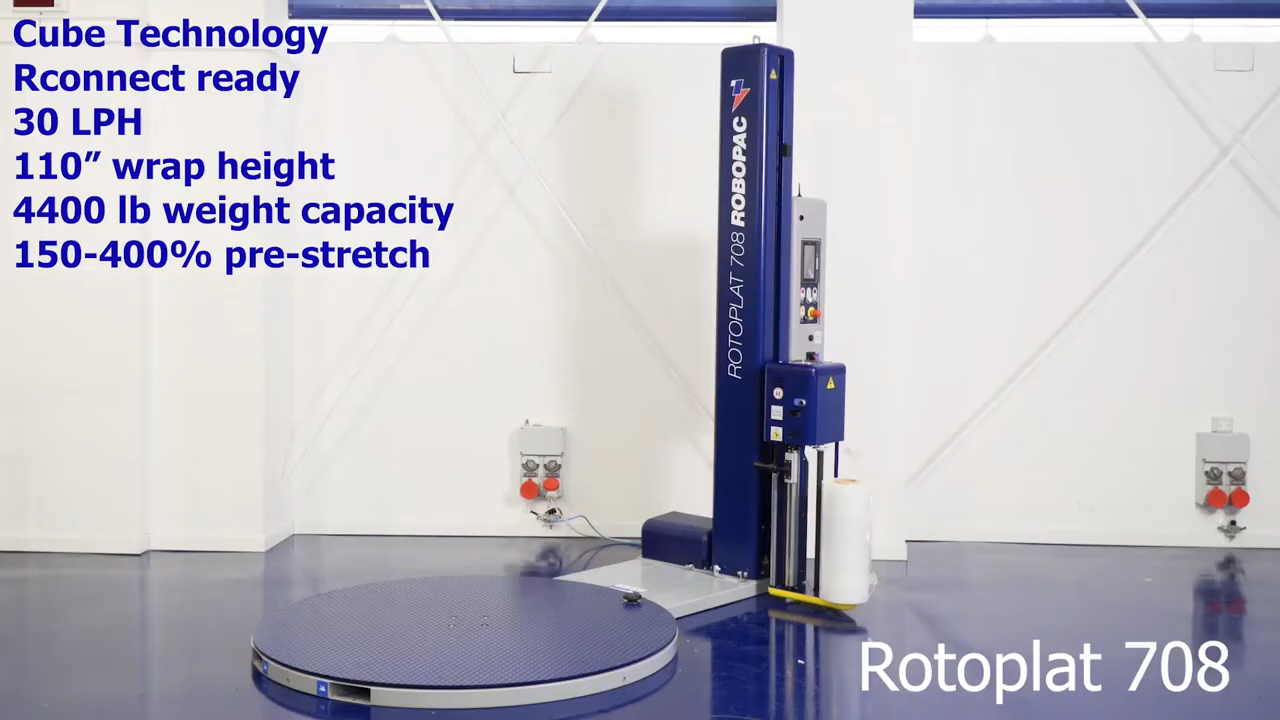 Cube Technology
Rconnect ready
30 LPH
110” wrap height
4400 lb weight capacity
150-400% pre-stretch
ROTOPLAT 708 ROBOPAC
Rotoplat 708